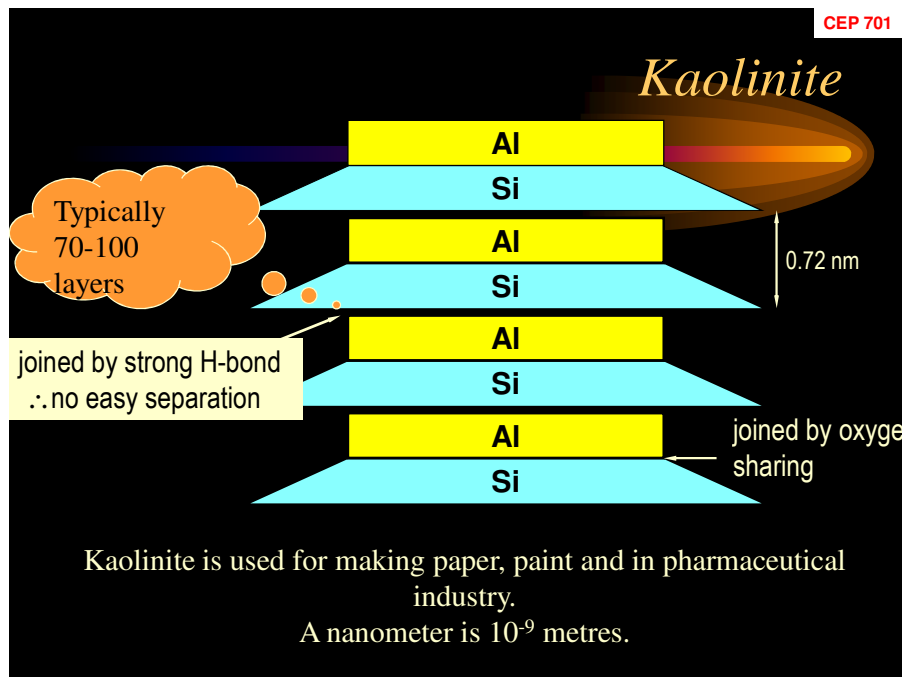 CEP 701
Kaolinite
Al
Si
Typically
70-100
layers
Al
Si
0.72 nm
joined by strong H-bond
∴no easy separation
Al
Si
Al
Si
joined by oxyge
sharing
Kaolinite is used for making paper, paint and in pharmaceutical
industry.
A nanometer is 10⁻⁹ metres.